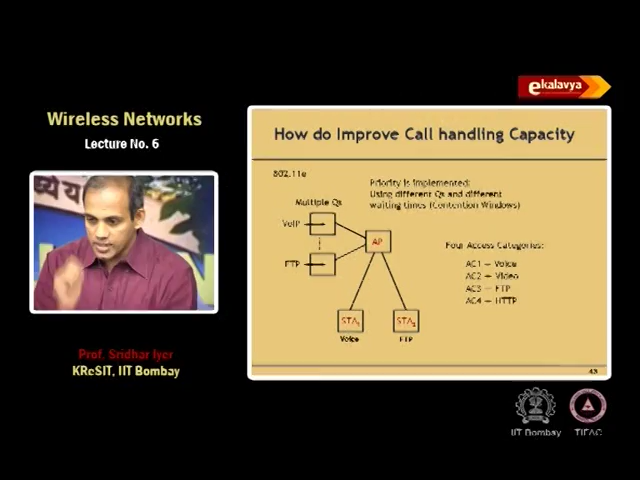 ekalavya
Wireless Networks
Lecture No. 6
How do Improve Call handling Capacity
802.11e
Priority is implemented:
Using different Qs and different
waiting times (Contention Windows)
Multiple Qs
VoIP
FTP
AP
Four Access Categories:
AC1 - Voice
AC2 - Video
AC3 - FTP
AC4 - HTTP
STA₁
STA₂
Voice
FTP
43
Prof. Sridhar Iyer
KReSIT, IIT Bombay
IIT Bombay
TIFAC